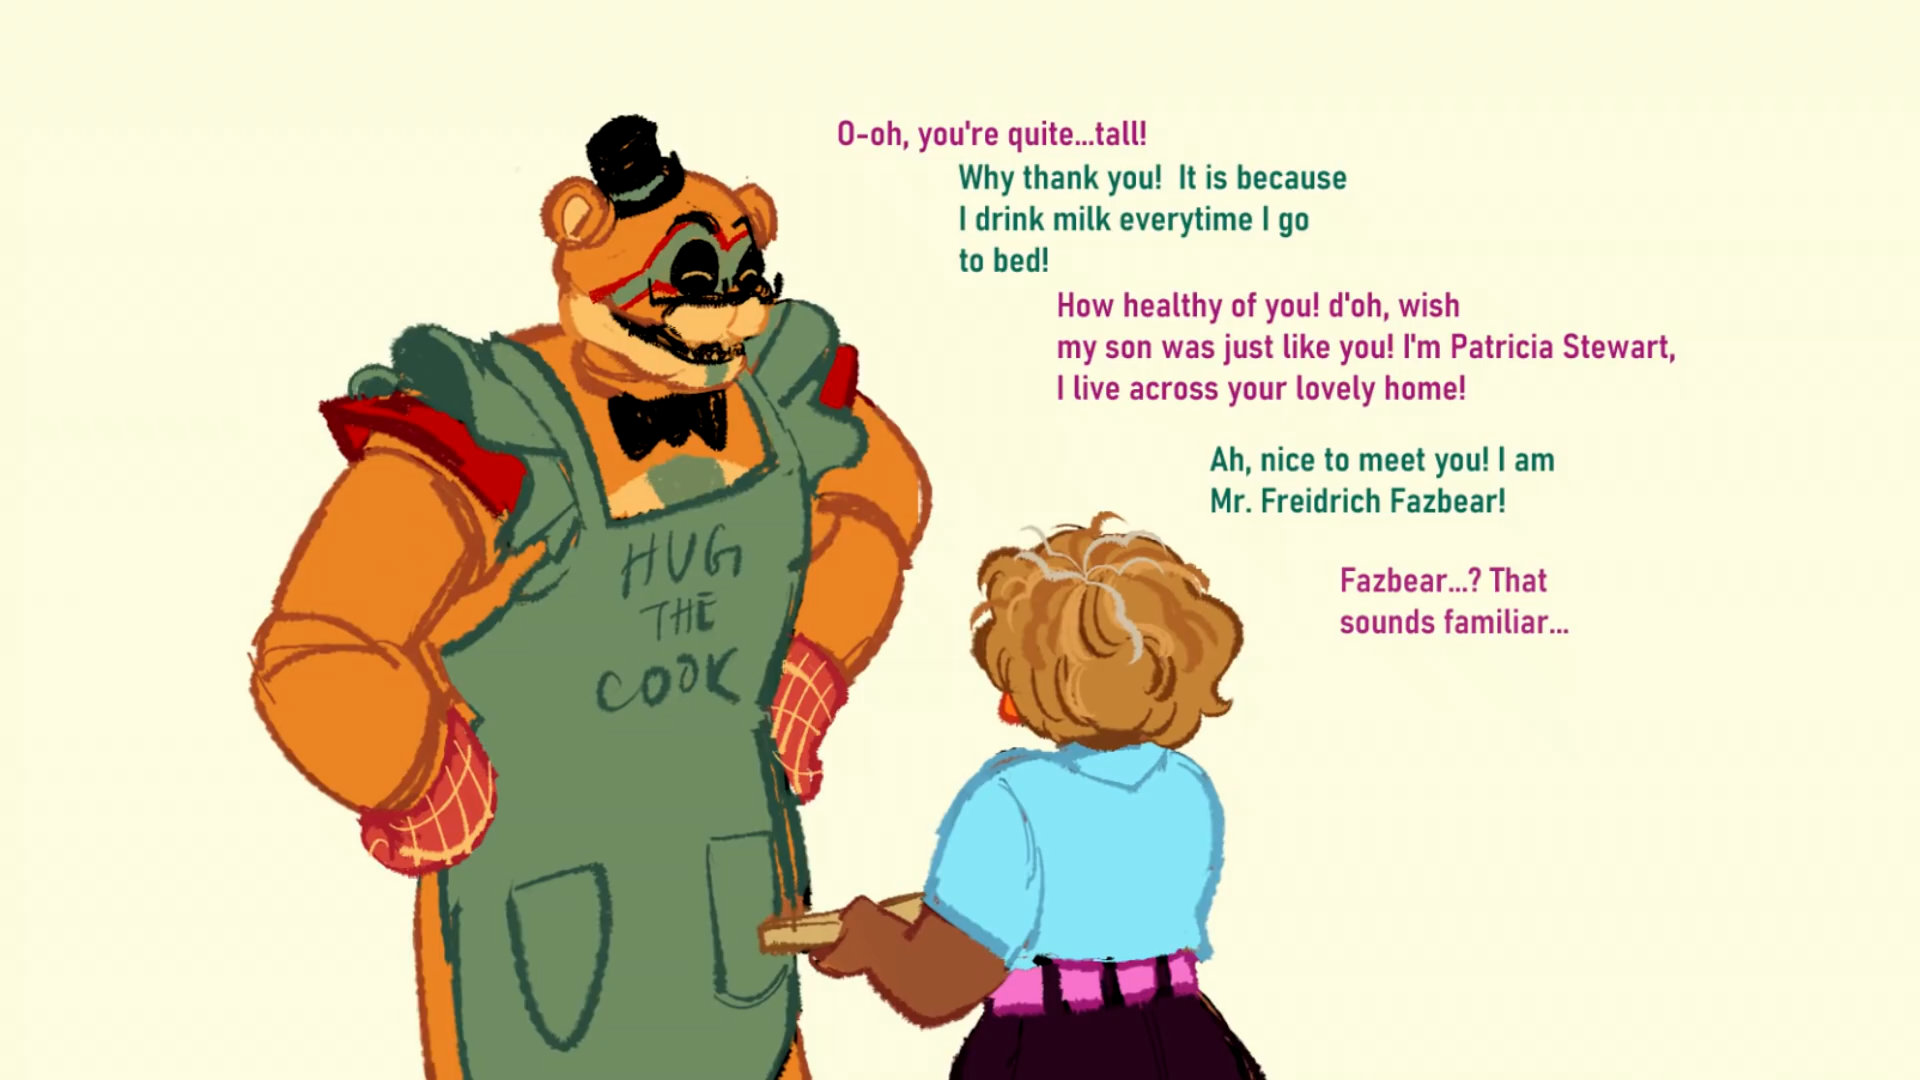 O-oh, you're quite...tall!
Why thank you! It is because
I drink milk everytime I go
to bed!
How healthy of you! d'oh, wish
my son was just like you! I'm Patricia Stewart,
I live across your lovely home!
Ah, nice to meet you! I am
Mr. Freidrich Fazbear!
Fazbear...? That
sounds familiar...
HUG
THE
COOK